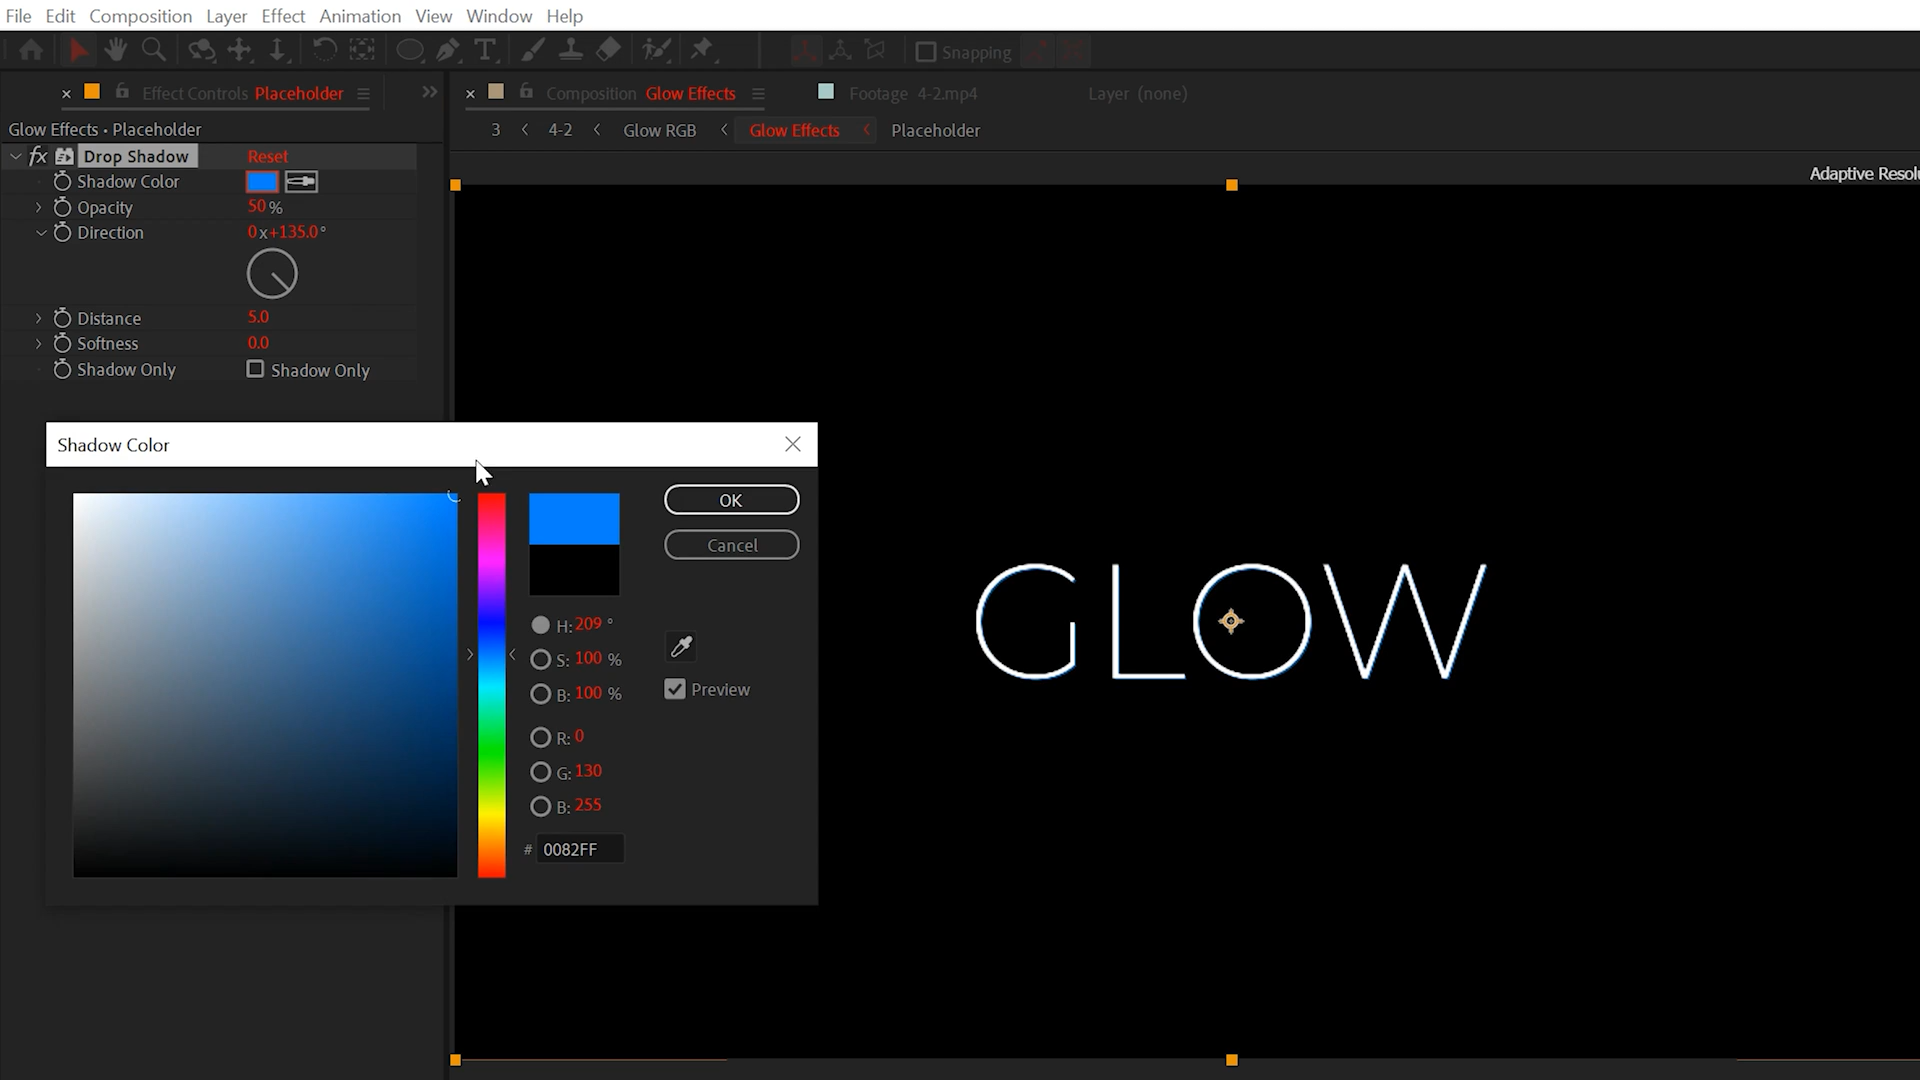 File Edit Composition Layer Effect Animation View Window Help
Snapping
Effect Controls Placeholder
Composition Glow Effects
Footage 4-2.mp4
Layer (none)
Glow Effects • Placeholder
3 < 4-2 < Glow RGB < Glow Effects < Placeholder
fx Drop Shadow Reset
Adaptive Resolu
Shadow Color
Opacity 50 %
Direction 0x+135.0°
Distance 5.0
Softness 0.0
Shadow Only Shadow Only
Shadow Color
OK
Cancel
H: 209 °
S: 100 %
B: 100 %
Preview
R: 0
G: 130
B: 255
# 0082FF
GLOW